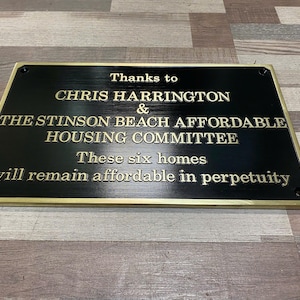 Thanks to
CHRIS HARRINGTON
&
THE STINSON BEACH AFFORDABLE
HOUSING COMMITTEE
These six homes
will remain affordable in perpetuity